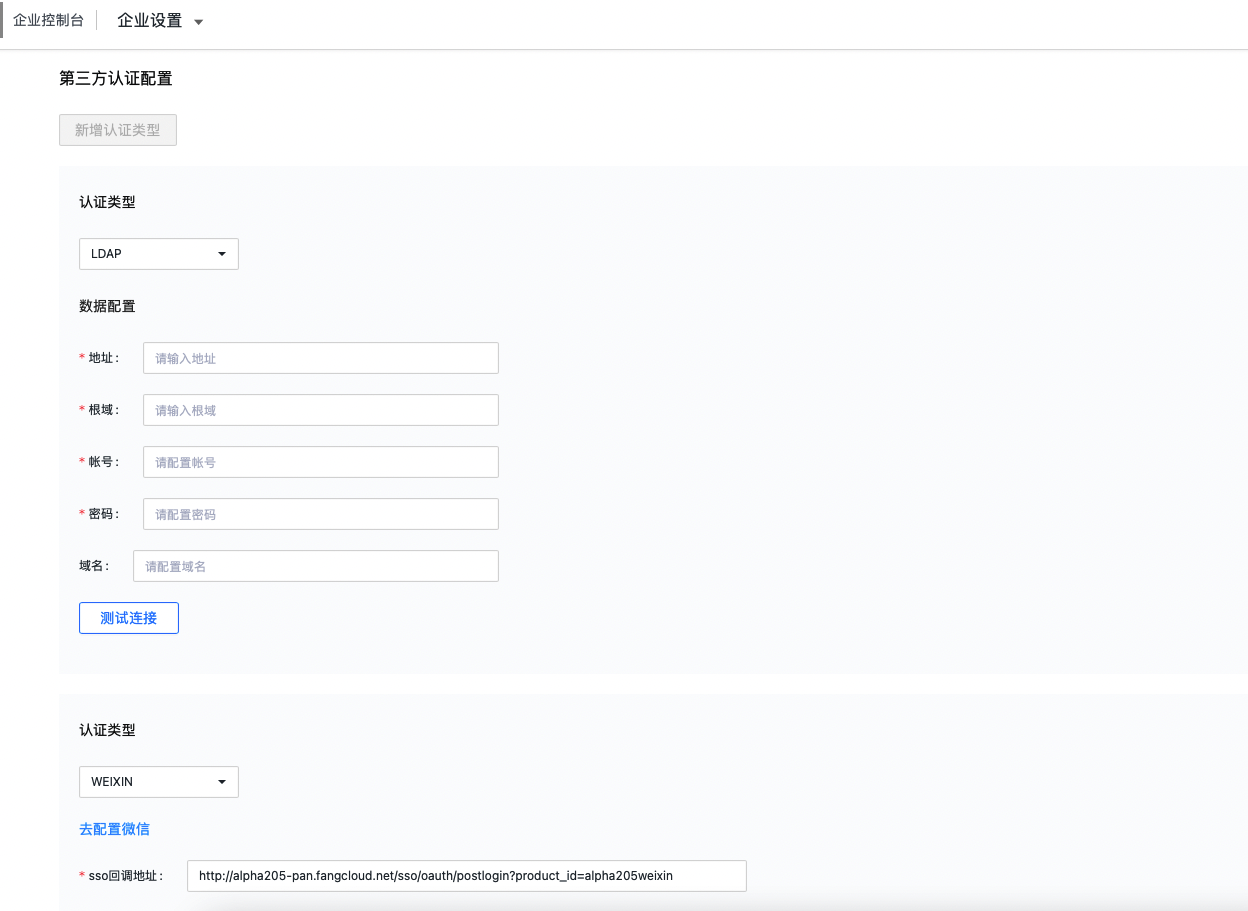 企业控制台 企业设置
第三方认证配置
新增认证类型
认证类型
LDAP
数据配置
* 地址： 请输入地址
* 根域： 请输入根域
* 帐号： 请配置帐号
* 密码： 请配置密码
域名： 请配置域名
测试连接
认证类型
WEIXIN
去配置微信
* sso回调地址： http://alpha205-pan.fangcloud.net/sso/oauth/postlogin?product_id=alpha205weixin